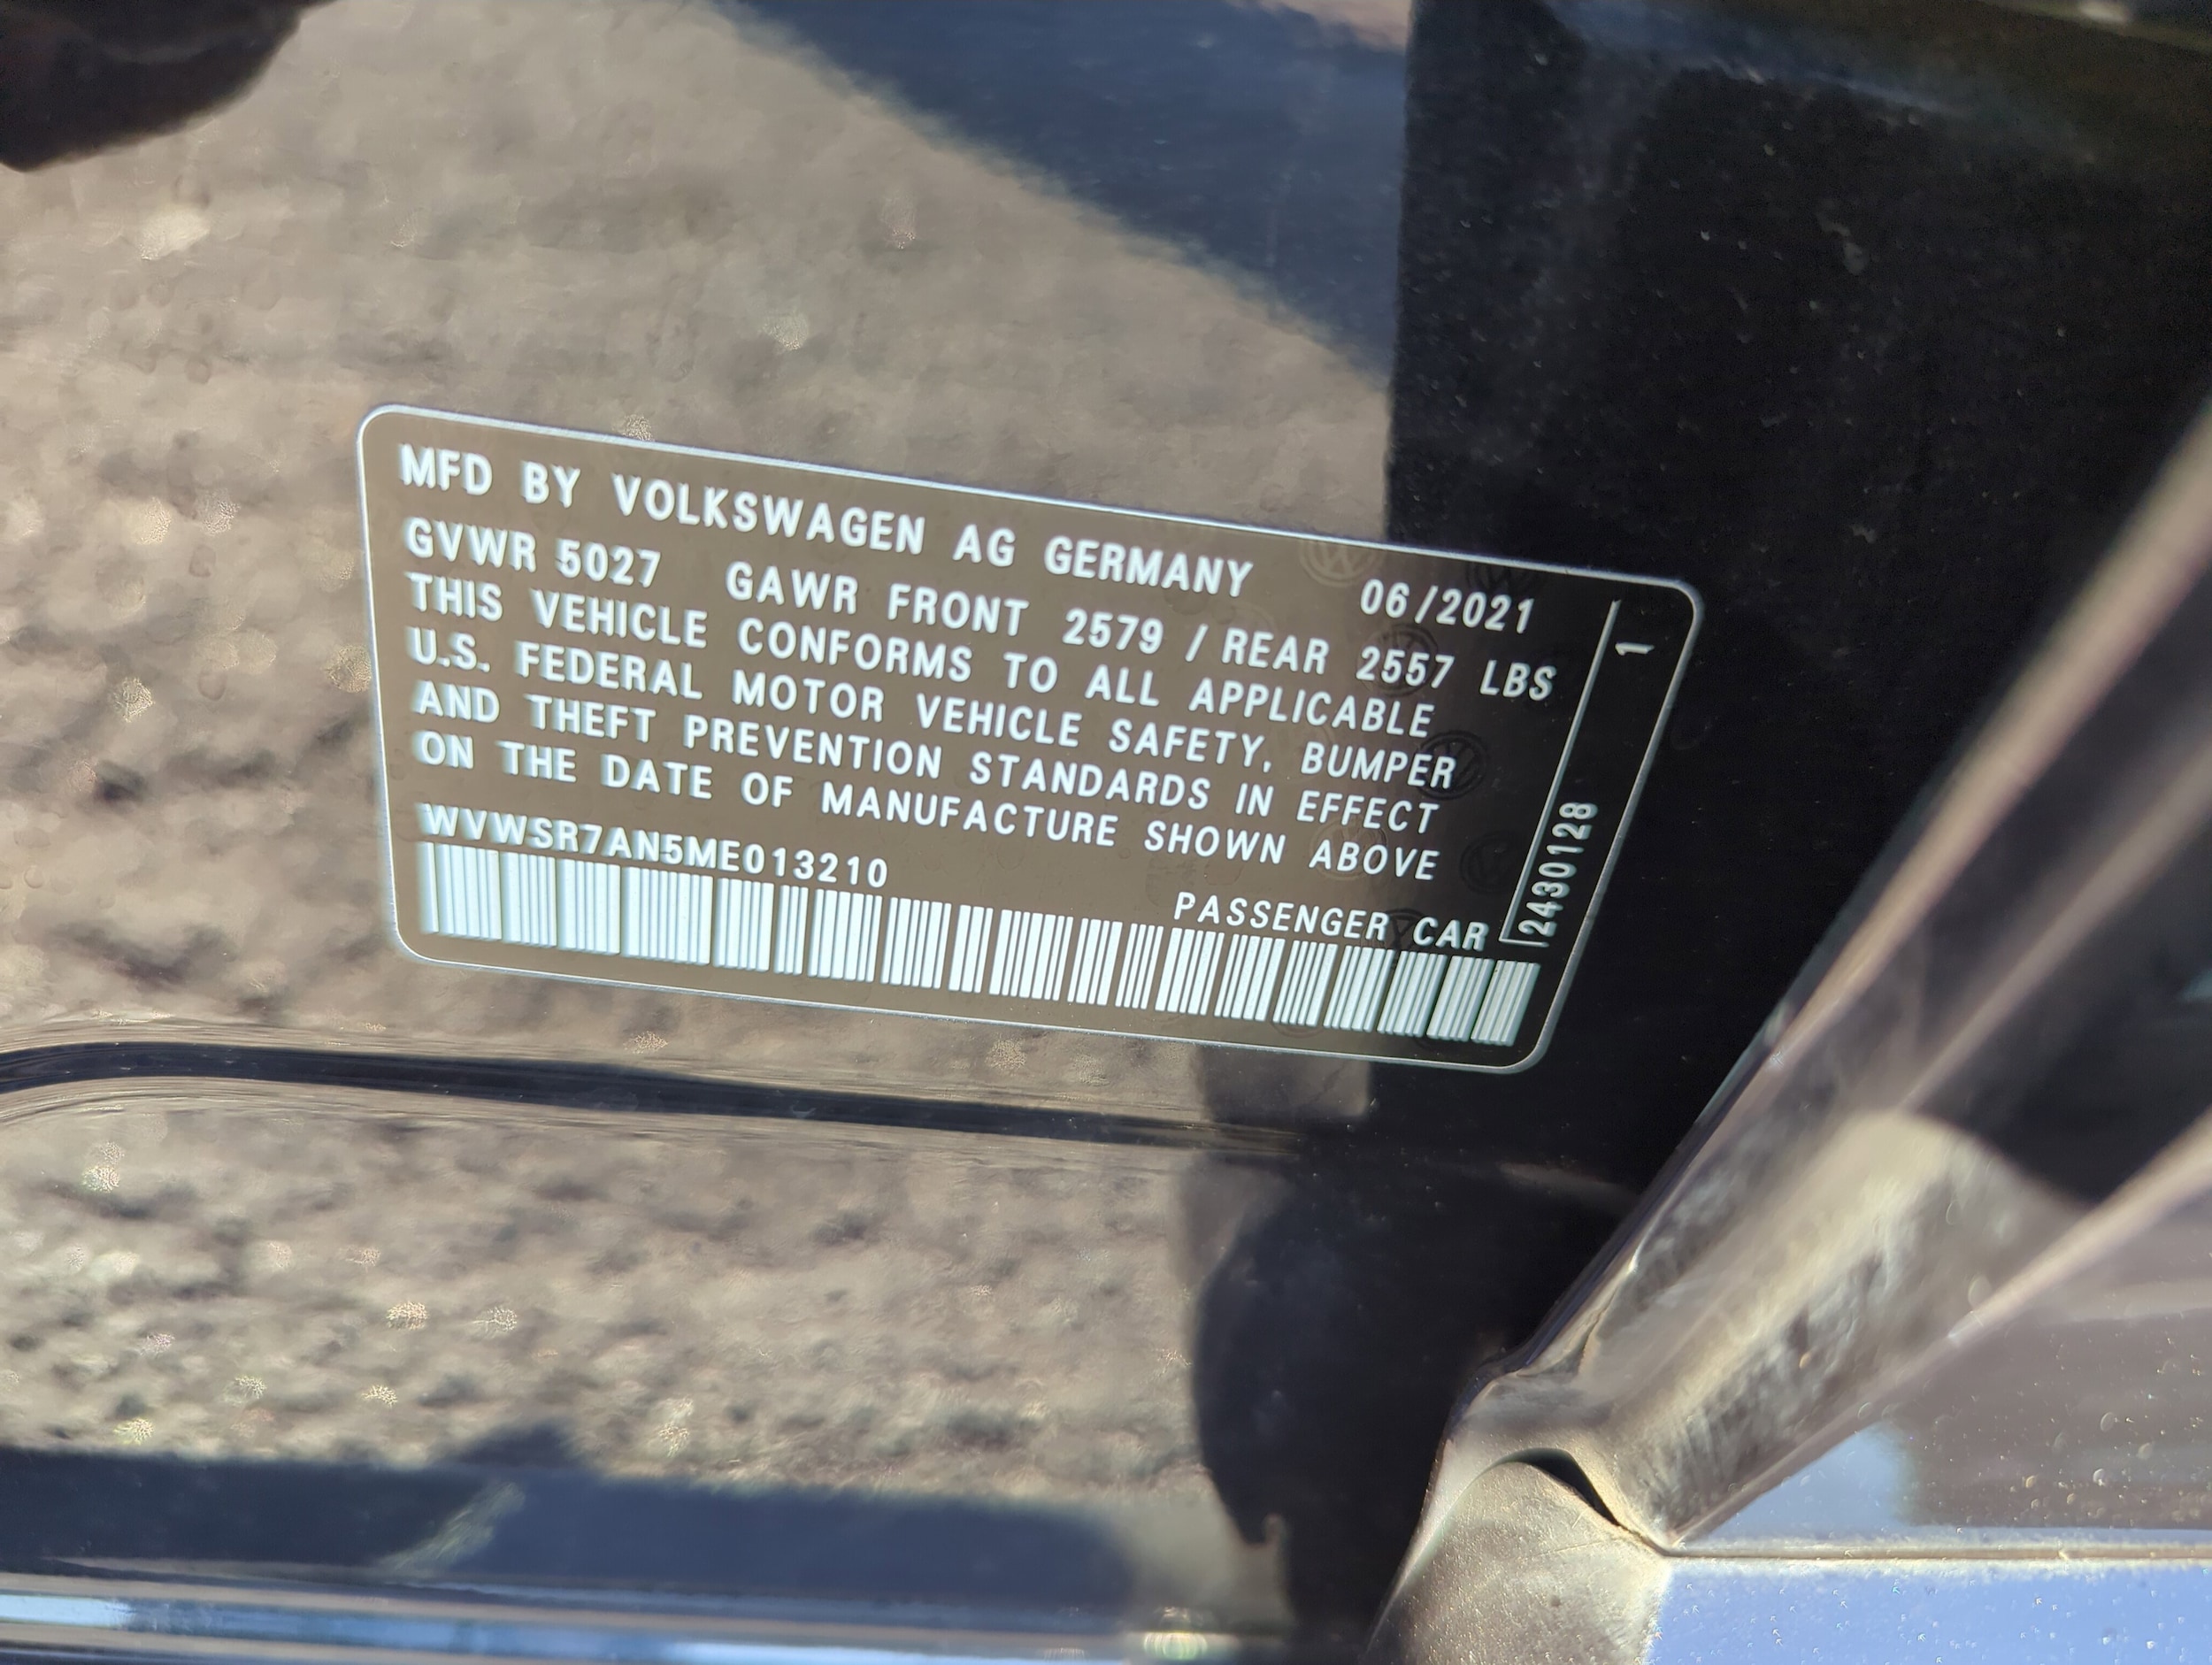 MFD BY VOLKSWAGEN AG GERMANY 06/2021
GVWR 5027 GAWR FRONT 2579 / REAR 2557 LBS
THIS VEHICLE CONFORMS TO ALL APPLICABLE
U.S. FEDERAL MOTOR VEHICLE SAFETY, BUMPER
AND THEFT PREVENTION STANDARDS IN EFFECT
ON THE DATE OF MANUFACTURE SHOWN ABOVE
WVWSR7AN5ME013210
PASSENGER CAR
2430128 1